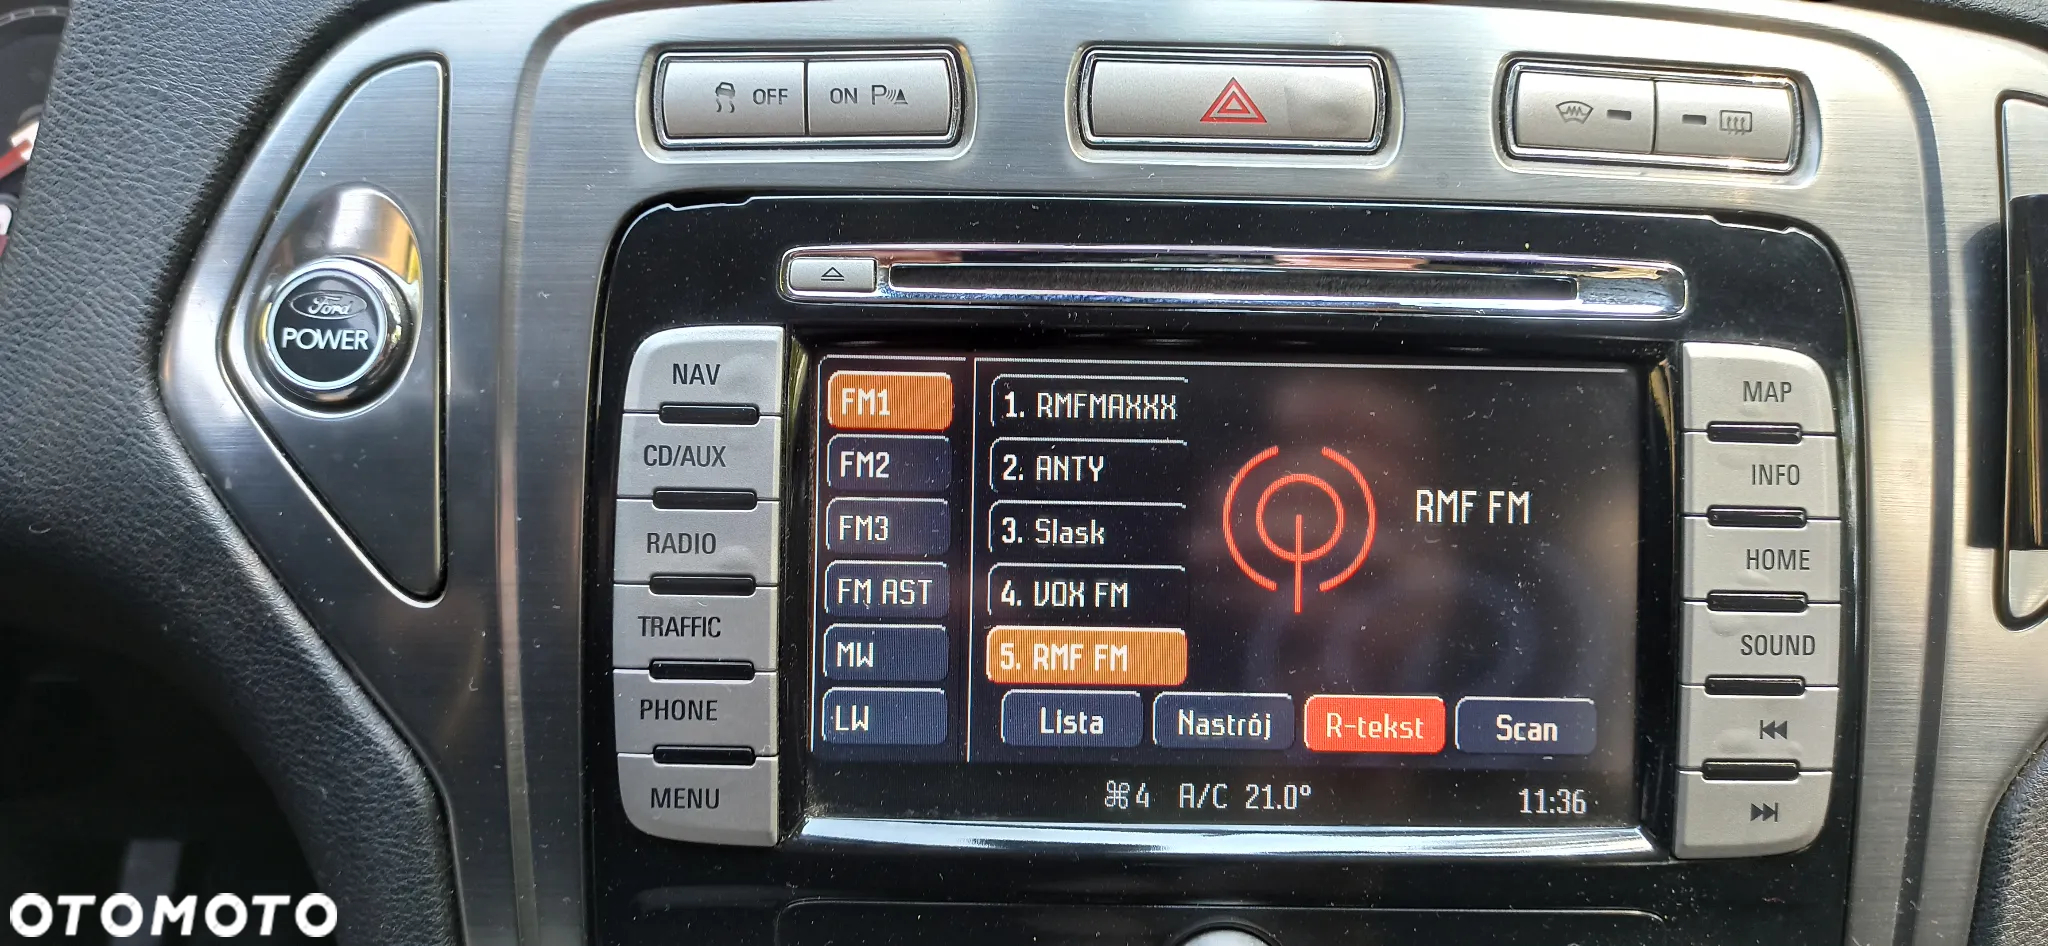 OFF
ON P
Ford
POWER
NAV
CD/AUX
RADIO
TRAFFIC
PHONE
MENU
FM1
FM2
FM3
FM AST
MW
LW
1. RMFMAXXX
2. ANTY
3. Slask
4. VOX FM
5. RMF FM
RMF FM
Lista
Nastrój
R-tekst
Scan
4 A/C 21.0°
11:36
MAP
INFO
HOME
SOUND
OTOMOTO